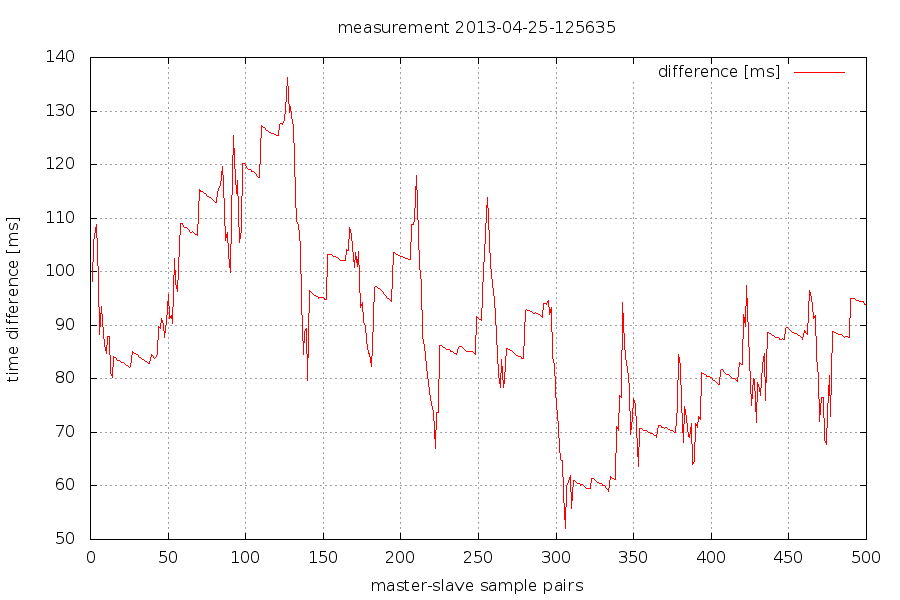 measurement 2013-04-25-125635
difference [ms]
time difference [ms]
140
130
120
110
100
90
80
70
60
50
0 50 100 150 200 250 300 350 400 450 500
master-slave sample pairs